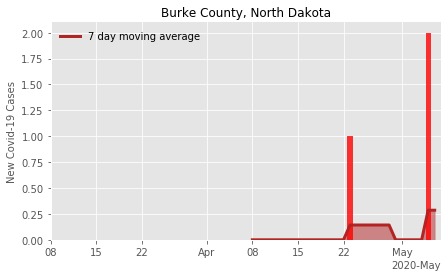 Burke County, North Dakota
7 day moving average
New Covid-19 Cases
2.00
1.75
1.50
1.25
1.00
0.75
0.50
0.25
0.00
08
15
22
Apr
08
15
22
May
2020-May